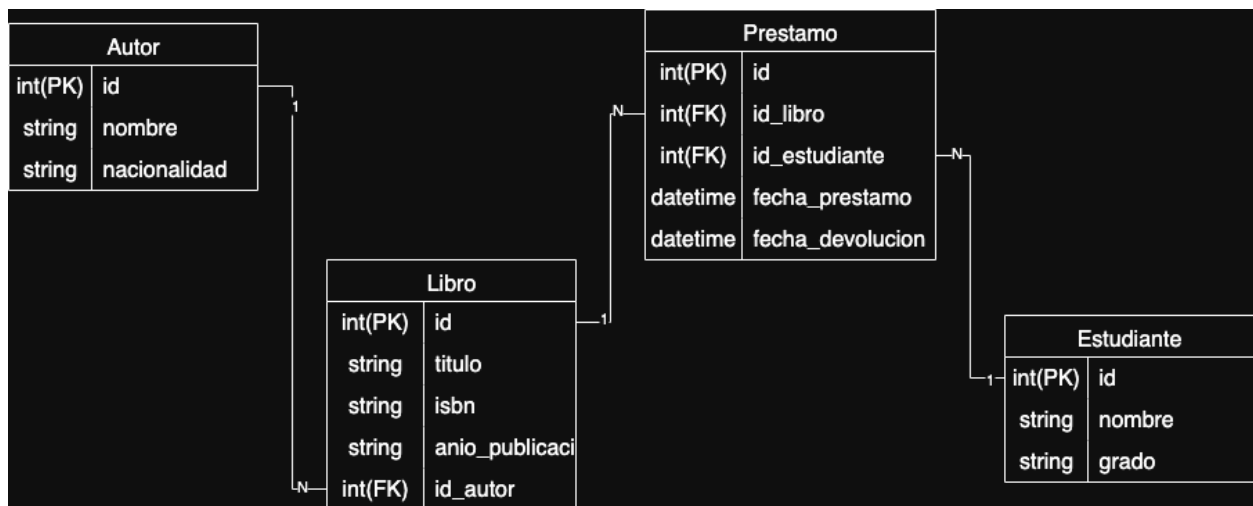 Autor
int(PK) id
string nombre
string nacionalidad
1
N
Libro
int(PK) id
string titulo
string isbn
string anio_publicaci
int(FK) id_autor
1
N
Prestamo
int(PK) id
int(FK) id_libro
int(FK) id_estudiante
datetime fecha_prestamo
datetime fecha_devolucion
N
1
Estudiante
int(PK) id
string nombre
string grado